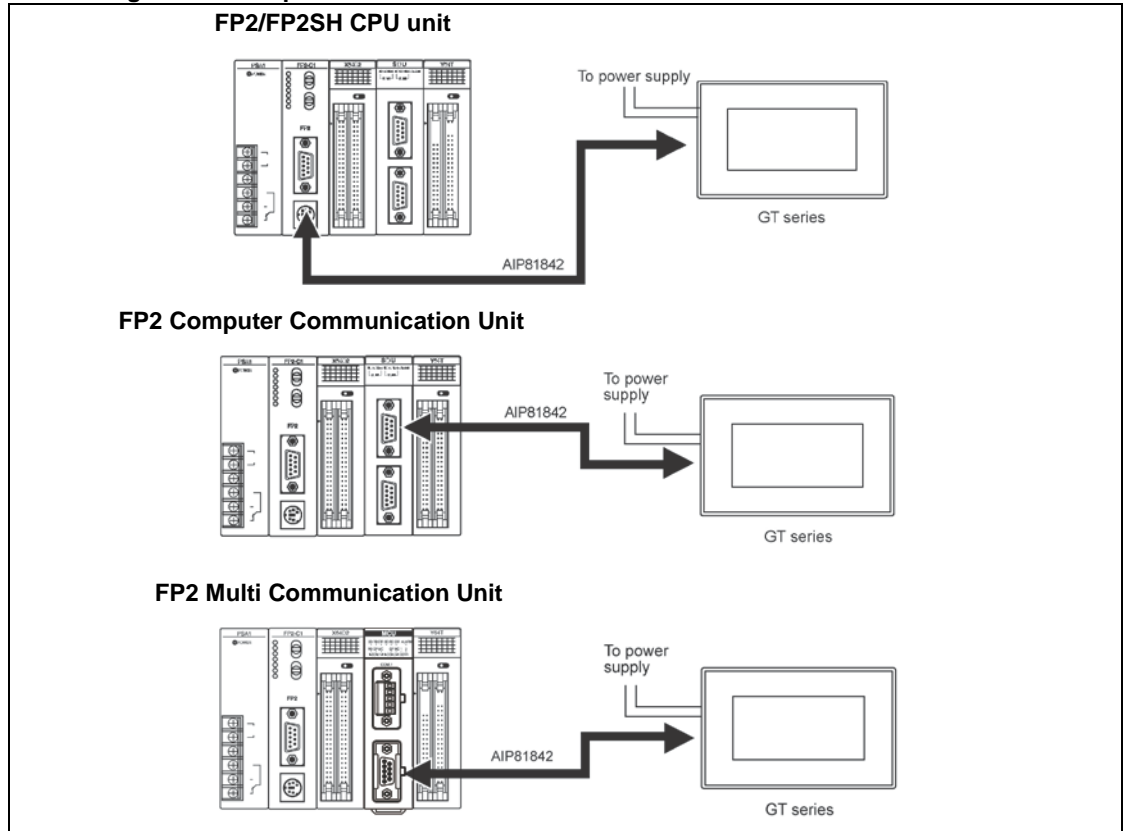 FP2/FP2SH CPU unit
To power supply
GT series
AIP81842
FP2 Computer Communication Unit
To power
supply
AIP81842
GT series
FP2 Multi Communication Unit
To power
supply
AIP81842
GT series